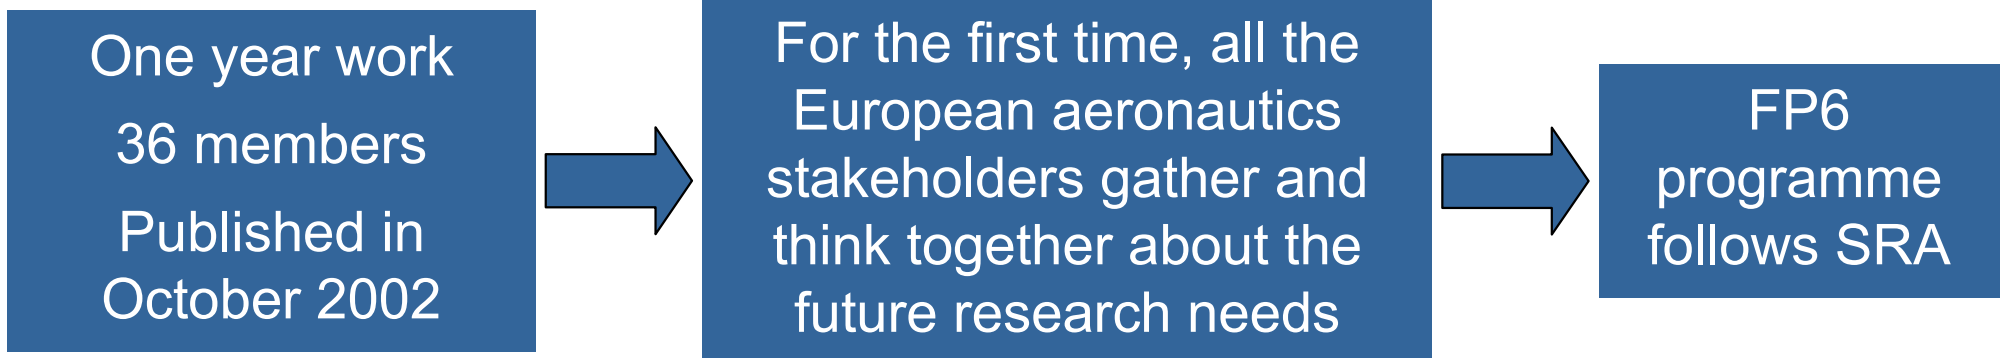 One year work
36 members
Published in
October 2002
For the first time, all the
European aeronautics
stakeholders gather and
think together about the
future research needs
FP6
programme
follows SRA